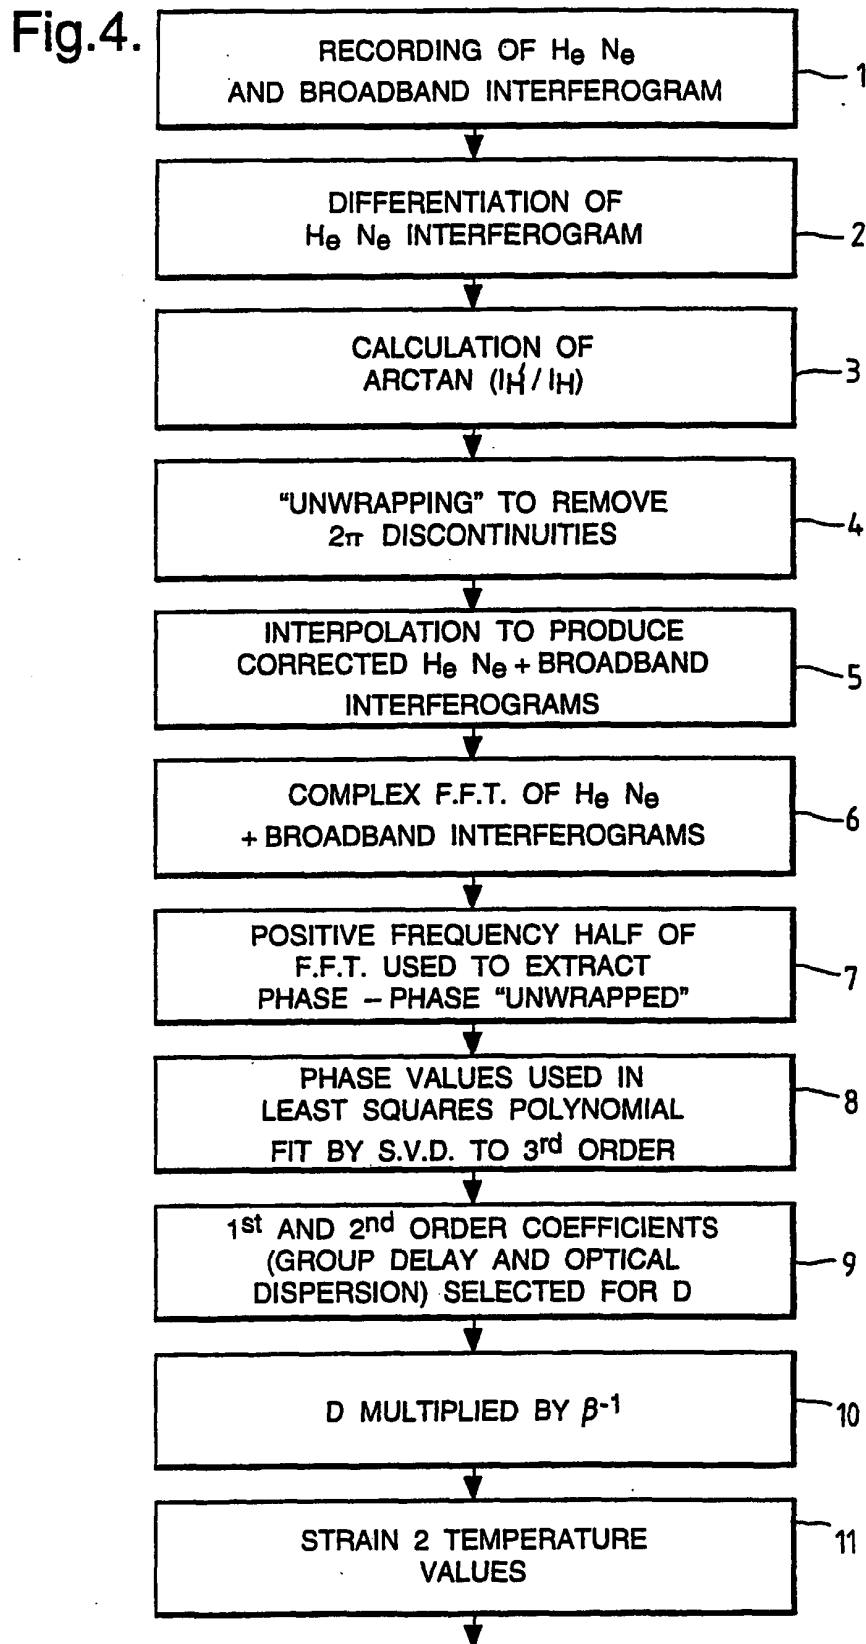 Fig.4.
RECORDING OF He Ne
AND BROADBAND INTERFEROGRAM
1
DIFFERENTIATION OF
He Ne INTERFEROGRAM
2
CALCULATION OF
ARCTAN (IH'/ IH)
3
"UNWRAPPING" TO REMOVE
2π DISCONTINUITIES
4
INTERPOLATION TO PRODUCE
CORRECTED He Ne + BROADBAND
INTERFEROGRAMS
5
COMPLEX F.F.T. OF He Ne
+ BROADBAND INTERFEROGRAMS
6
POSITIVE FREQUENCY HALF OF
F.F.T. USED TO EXTRACT
PHASE – PHASE "UNWRAPPED"
7
PHASE VALUES USED IN
LEAST SQUARES POLYNOMIAL
FIT BY S.V.D. TO 3rd ORDER
8
1st AND 2nd ORDER COEFFICIENTS
(GROUP DELAY AND OPTICAL
DISPERSION) SELECTED FOR D
9
D MULTIPLIED BY β-1
10
STRAIN 2 TEMPERATURE
VALUES
11